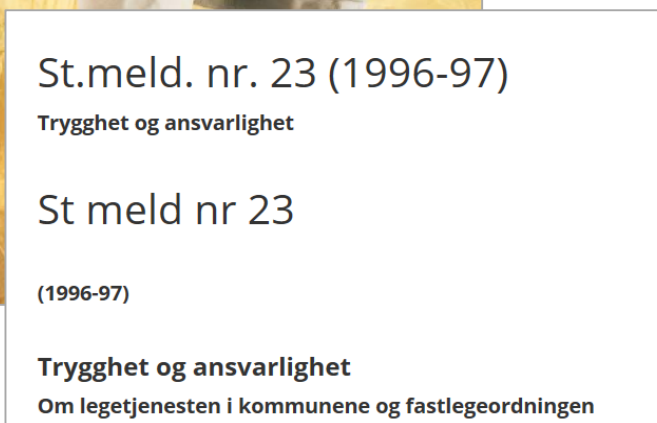 St.meld. nr. 23 (1996-97)
Trygghet og ansvarlighet
St meld nr 23
(1996-97)
Trygghet og ansvarlighet
Om legetjenesten i kommunene og fastlegeordningen